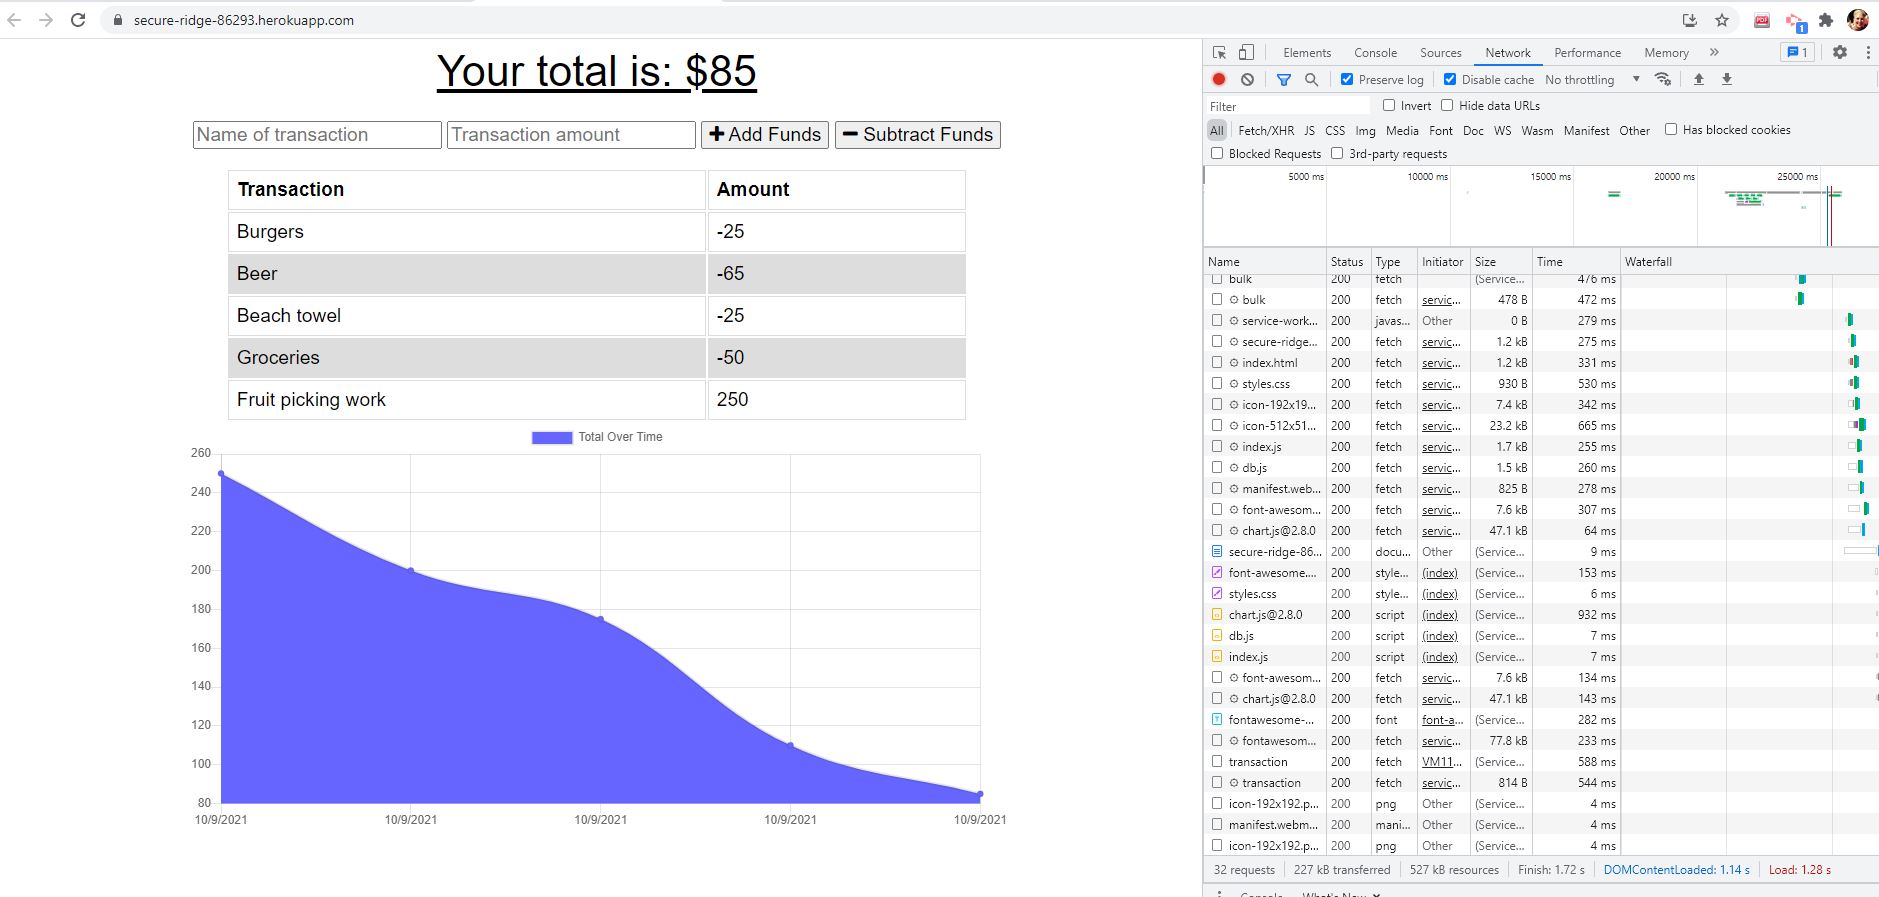 secure-ridge-86293.herokuapp.com
PDF
1
Your total is: $85
Name of transaction Transaction amount Add Funds Subtract Funds
Transaction Amount
Burgers -25
Beer -65
Beach towel -25
Groceries -50
Fruit picking work 250
Total Over Time
260
240
220
200
180
160
140
120
100
80
10/9/2021 10/9/2021 10/9/2021 10/9/2021 10/9/2021
Elements Console Sources Network Performance Memory » 1
Preserve log Disable cache No throttling
Filter Invert Hide data URLs
All Fetch/XHR JS CSS Img Media Font Doc WS Wasm Manifest Other Has blocked cookies
Blocked Requests 3rd-party requests
5000 ms 10000 ms 15000 ms 20000 ms 25000 ms
Name Status Type Initiator Size Time Waterfall
bulk 200 fetch (Service... 476 ms
bulk 200 fetch servic... 478 B 472 ms
service-work... 200 javas... Other 0 B 279 ms
secure-ridge... 200 fetch servic... 1.2 kB 275 ms
index.html 200 fetch servic... 1.2 kB 331 ms
styles.css 200 fetch servic... 930 B 530 ms
icon-192x19... 200 fetch servic... 7.4 kB 342 ms
icon-512x51... 200 fetch servic... 23.2 kB 665 ms
index.js 200 fetch servic... 1.7 kB 255 ms
db.js 200 fetch servic... 1.5 kB 260 ms
manifest.web... 200 fetch servic... 825 B 278 ms
font-awesom... 200 fetch servic... 7.6 kB 307 ms
chart.js@2.8.0 200 fetch servic... 47.1 kB 64 ms
secure-ridge-86... 200 docu... Other (Service... 9 ms
font-awesome.... 200 style... (index) (Service... 153 ms
styles.css 200 style... (index) (Service... 6 ms
chart.js@2.8.0 200 script (index) (Service... 932 ms
db.js 200 script (index) (Service... 7 ms
index.js 200 script (index) (Service... 7 ms
font-awesom... 200 fetch servic... 7.6 kB 134 ms
chart.js@2.8.0 200 fetch servic... 47.1 kB 143 ms
fontawesome-... 200 font font-a... (Service... 282 ms
fontawesom... 200 fetch servic... 77.8 kB 233 ms
transaction 200 fetch VM11... (Service... 588 ms
transaction 200 fetch servic... 814 B 544 ms
icon-192x192.p... 200 png Other (Service... 4 ms
manifest.webm... 200 mani... Other (Service... 4 ms
icon-192x192.p... 200 png Other (Service... 4 ms
32 requests 227 kB transferred 527 kB resources Finish: 1.72 s DOMContentLoaded: 1.14 s Load: 1.28 s
Console What's New